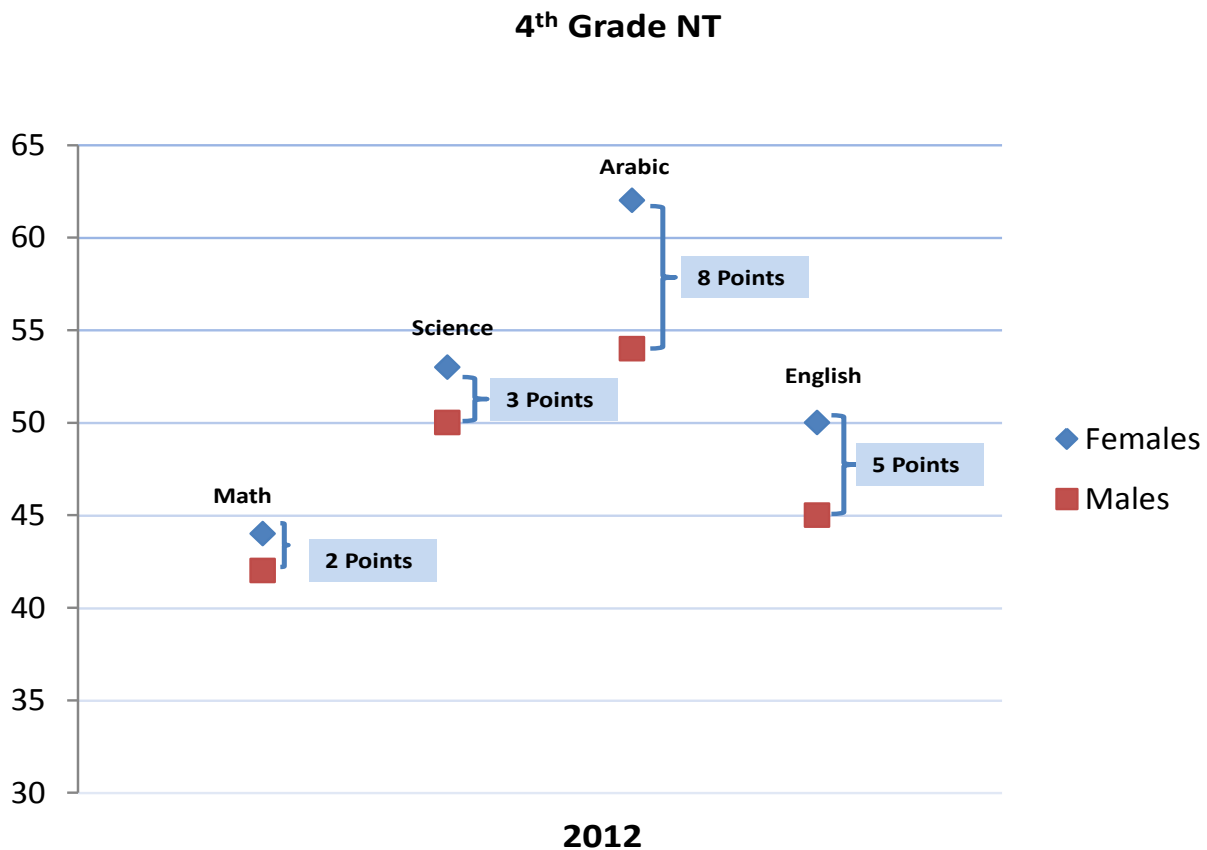 4th Grade NT
65
Arabic
60
8 Points
55
Science
English
3 Points
50
Females
5 Points
Males
Math
45
2 Points
40
35
30
2012